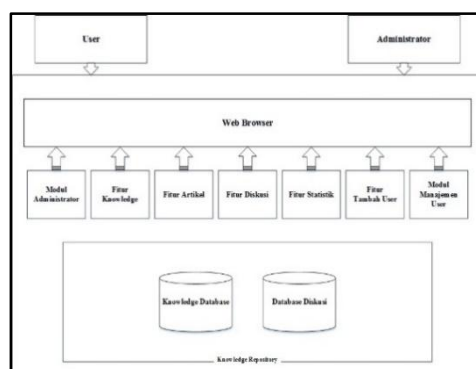 User
Administrator
Web Browser
Modul
Administrator
Fitur
Knowledge
Fitur Artikel
Fitur Diskusi
Fitur Statistik
Fitur
Tambah User
Modul
Manajemen
User
Knowledge Database
Database Diskusi
Knowledge Repository